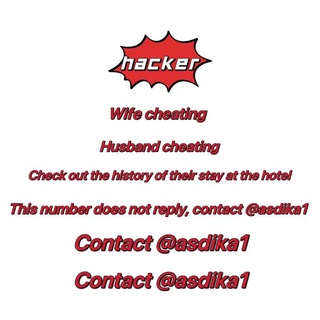 hacker
Wife cheating
Husband cheating
Check out the history of their stay at the hotel
This number does not reply, contact @asdika1
Contact @asdika1
Contact @asdika1